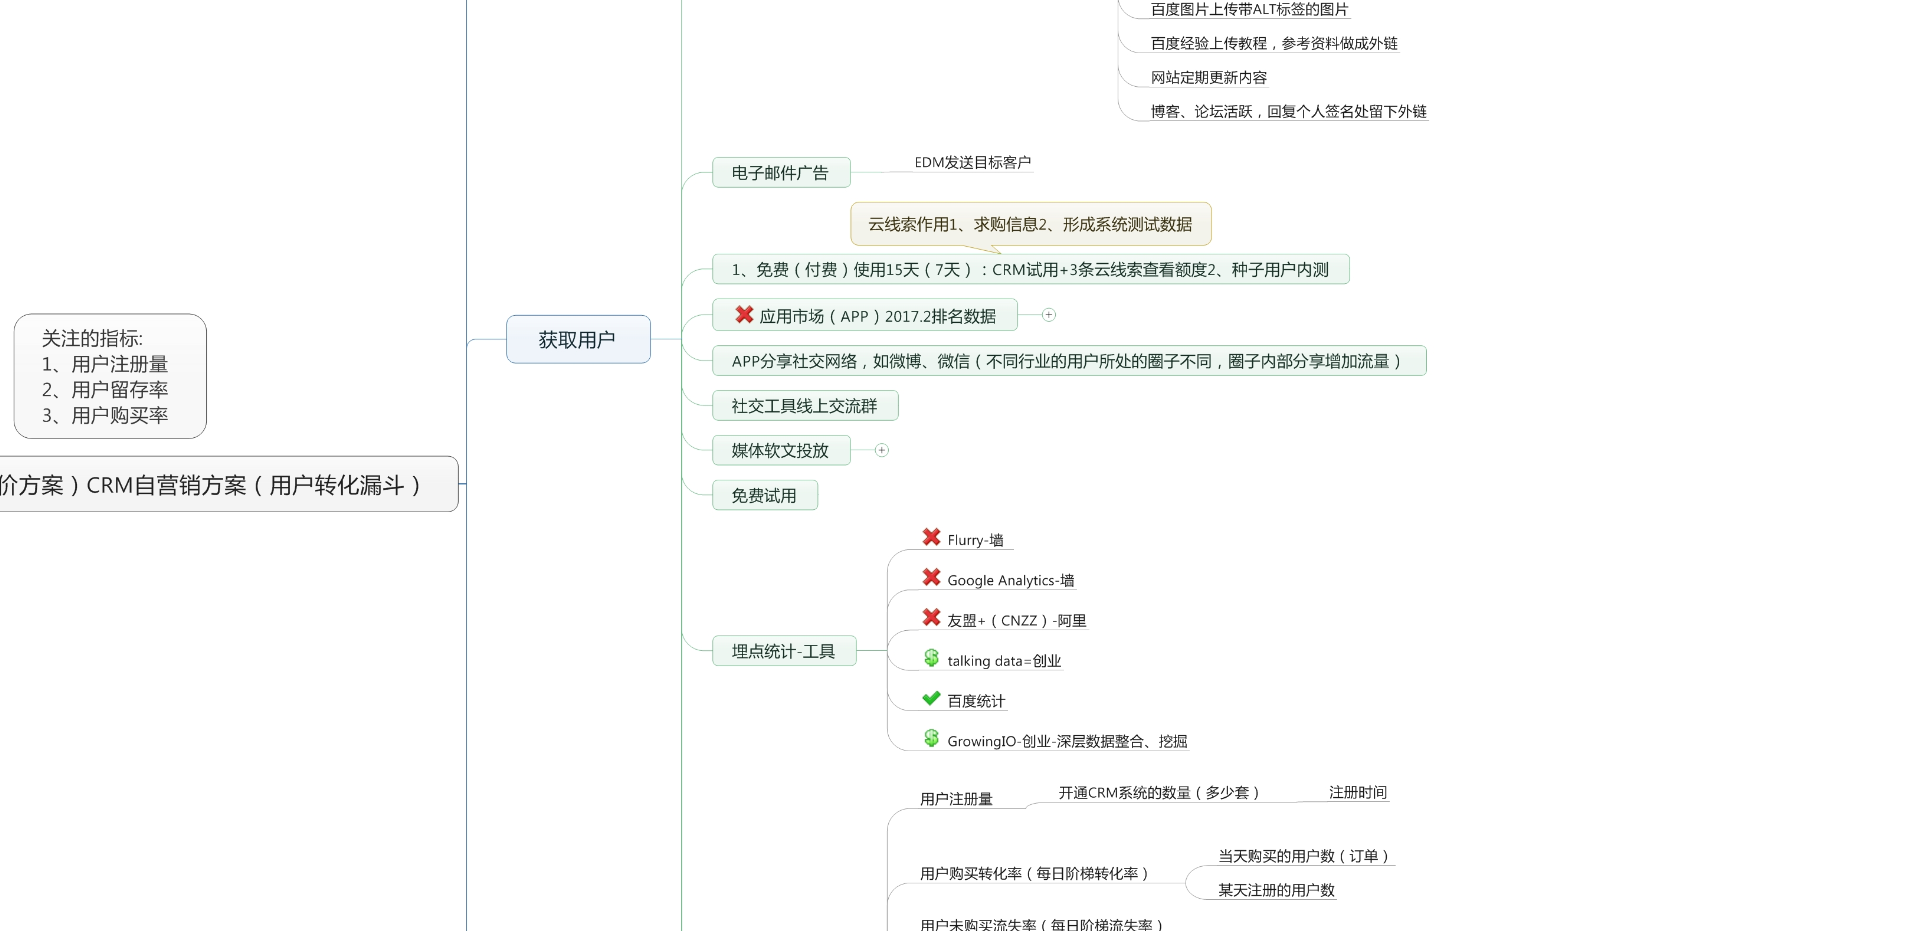 百度图片上传带ALT标签的图片
百度经验上传教程，参考资料做成外链
网站定期更新内容
博客、论坛活跃，回复个人签名处留下外链
电子邮件广告
EDM发送目标客户
云线索作用1、求购信息2、形成系统测试数据
1、免费（付费）使用15天（7天）：CRM试用+3条云线索查看额度2、种子用户内测
应用市场（APP）2017.2排名数据
获取用户
关注的指标:
1、用户注册量
2、用户留存率
3、用户购买率
APP分享社交网络，如微博、微信（不同行业的用户所处的圈子不同，圈子内部分享增加流量）
社交工具线上交流群
媒体软文投放
价方案）CRM自营销方案（用户转化漏斗）
免费试用
Flurry-墙
Google Analytics-墙
友盟+（CNZZ）-阿里
埋点统计-工具
talking data=创业
百度统计
GrowingIO-创业-深层数据整合、挖掘
用户注册量
开通CRM系统的数量（多少套）
注册时间
用户购买转化率（每日阶梯转化率）
当天购买的用户数（订单）
某天注册的用户数
用户未购买流失率（每日阶梯流失率）